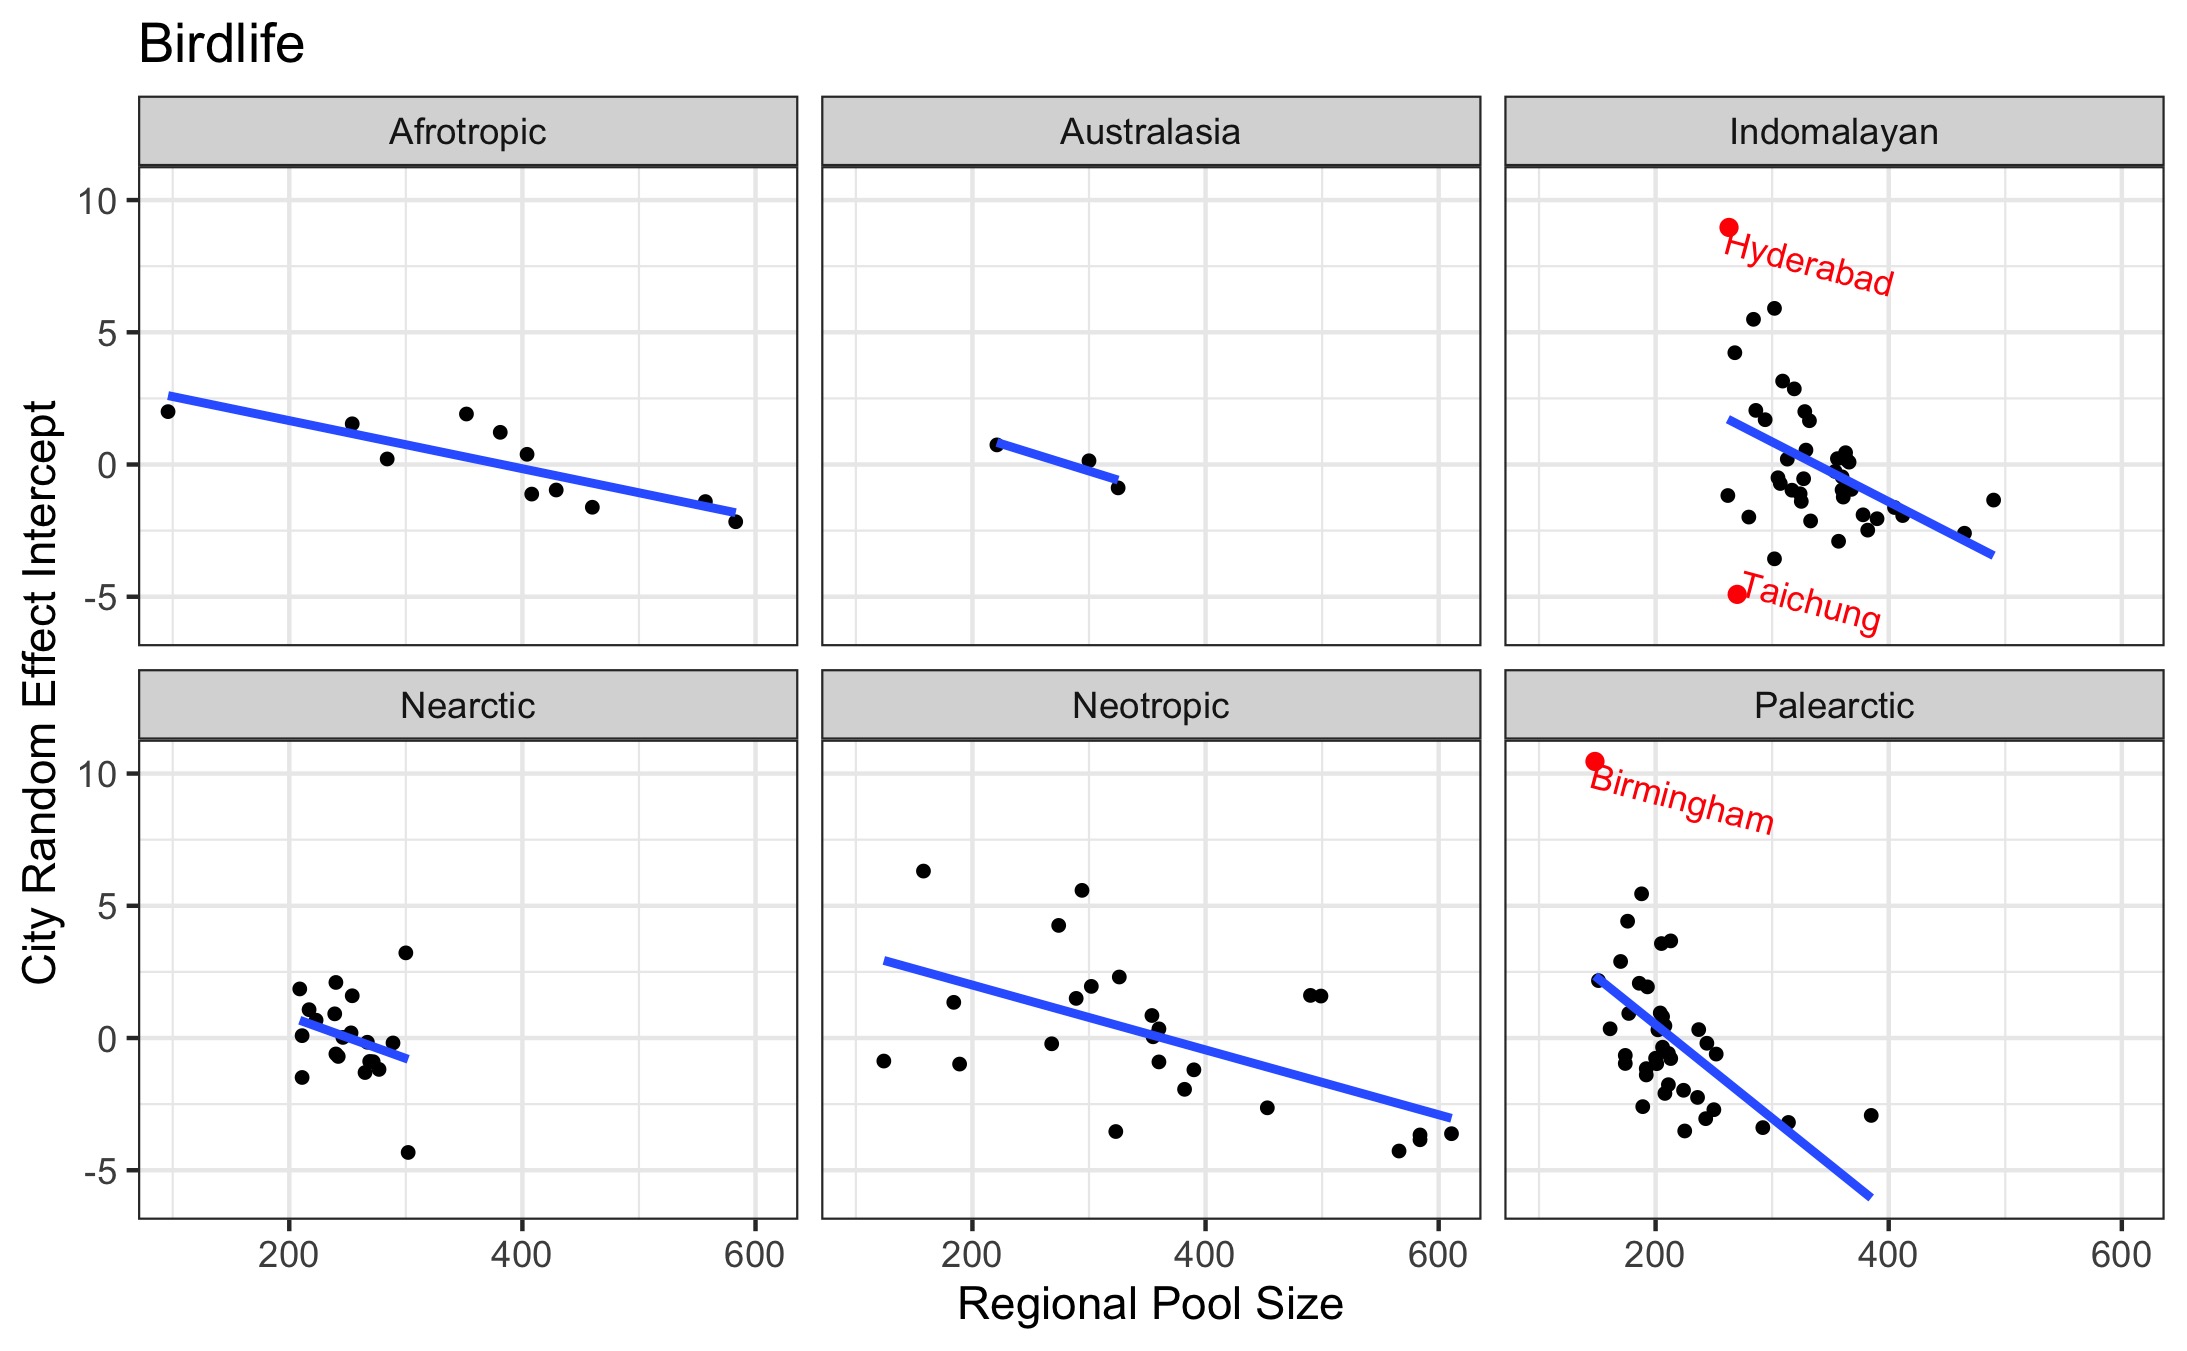 Birdlife
Afrotropic
Australasia
Indomalayan
10
5
0
-5
Hyderabad
Taichung
Nearctic
Neotropic
Palearctic
10
5
0
-5
Birmingham
200
400
600
200
400
600
200
400
600
Regional Pool Size
City Random Effect Intercept